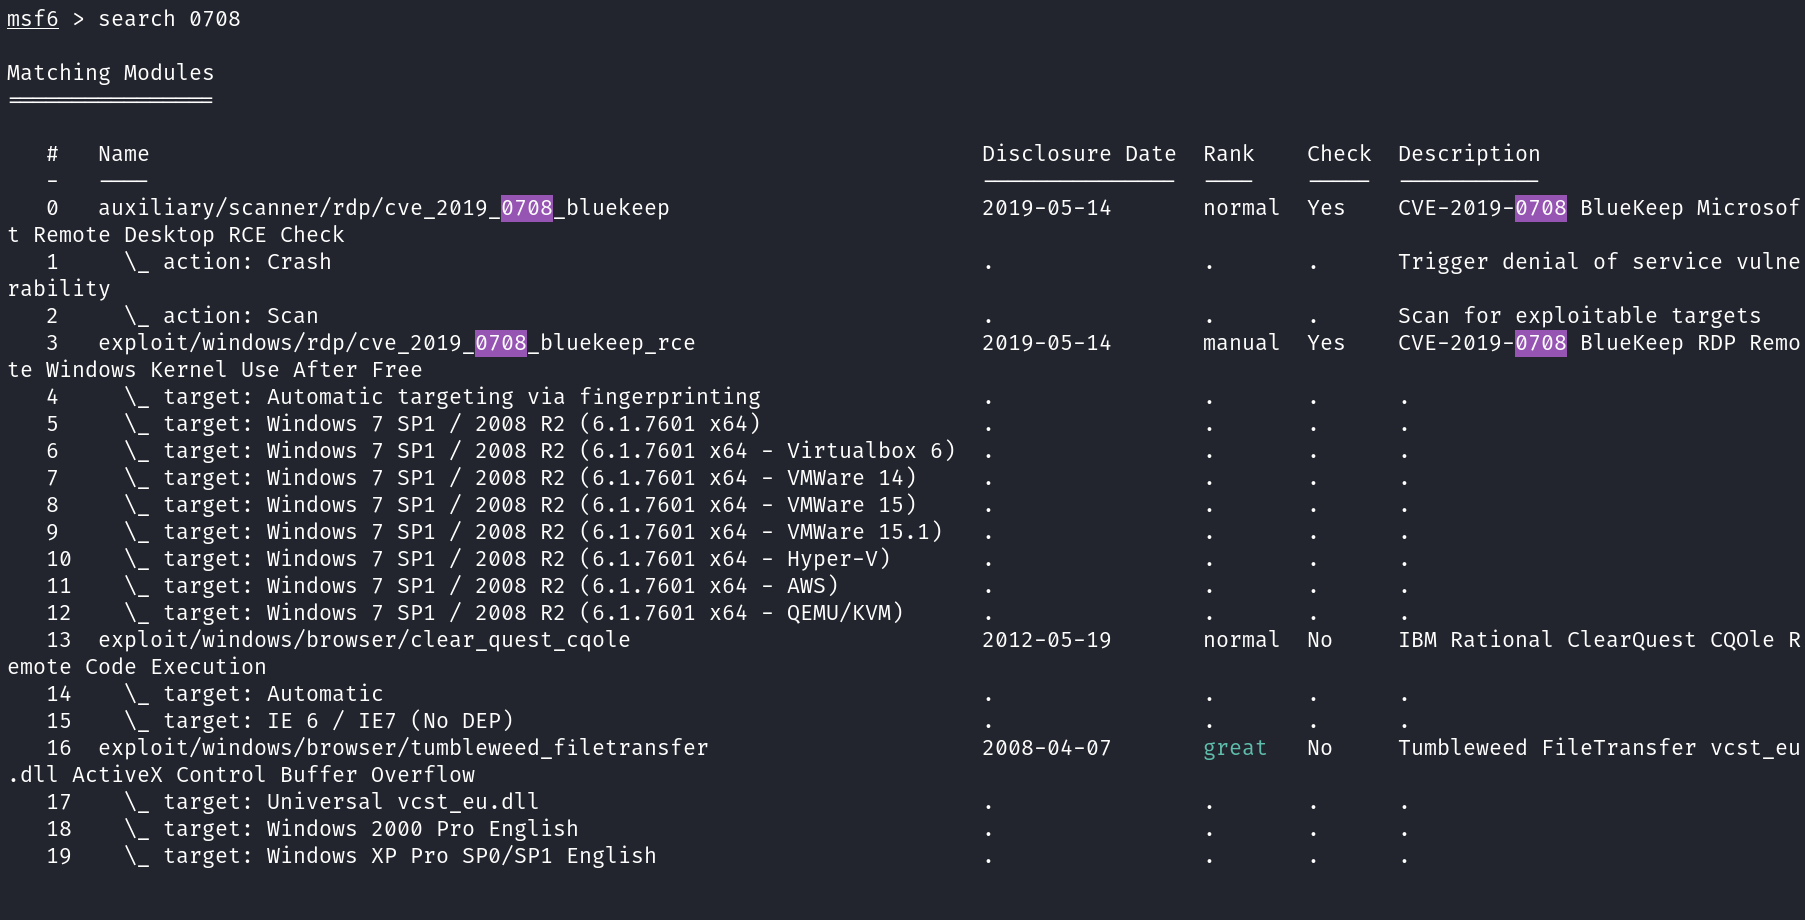 msf6 > search 0708
Matching Modules
================
#   Name                                                                Disclosure Date  Rank    Check  Description
-   ----                                                                ---------------  ----    -----  -----------
0   auxiliary/scanner/rdp/cve_2019_0708_bluekeep                        2019-05-14       normal  Yes    CVE-2019-0708 BlueKeep Microsof
t Remote Desktop RCE Check
1     \_ action: Crash                                                  .                .       .      Trigger denial of service vulne
rability
2     \_ action: Scan                                                   .                .       .      Scan for exploitable targets
3   exploit/windows/rdp/cve_2019_0708_bluekeep_rce                      2019-05-14       manual  Yes    CVE-2019-0708 BlueKeep RDP Remo
te Windows Kernel Use After Free
4     \_ target: Automatic targeting via fingerprinting                 .                .       .      .
5     \_ target: Windows 7 SP1 / 2008 R2 (6.1.7601 x64)                 .                .       .      .
6     \_ target: Windows 7 SP1 / 2008 R2 (6.1.7601 x64 - Virtualbox 6)  .                .       .      .
7     \_ target: Windows 7 SP1 / 2008 R2 (6.1.7601 x64 - VMWare 14)     .                .       .      .
8     \_ target: Windows 7 SP1 / 2008 R2 (6.1.7601 x64 - VMWare 15)     .                .       .      .
9     \_ target: Windows 7 SP1 / 2008 R2 (6.1.7601 x64 - VMWare 15.1)   .                .       .      .
10    \_ target: Windows 7 SP1 / 2008 R2 (6.1.7601 x64 - Hyper-V)       .                .       .      .
11    \_ target: Windows 7 SP1 / 2008 R2 (6.1.7601 x64 - AWS)           .                .       .      .
12    \_ target: Windows 7 SP1 / 2008 R2 (6.1.7601 x64 - QEMU/KVM)      .                .       .      .
13  exploit/windows/browser/clear_quest_cqole                           2012-05-19       normal  No     IBM Rational ClearQuest CQOle R
emote Code Execution
14    \_ target: Automatic                                              .                .       .      .
15    \_ target: IE 6 / IE7 (No DEP)                                    .                .       .      .
16  exploit/windows/browser/tumbleweed_filetransfer                     2008-04-07       great   No     Tumbleweed FileTransfer vcst_eu
.dll ActiveX Control Buffer Overflow
17    \_ target: Universal vcst_eu.dll                                  .                .       .      .
18    \_ target: Windows 2000 Pro English                               .                .       .      .
19    \_ target: Windows XP Pro SP0/SP1 English                         .                .       .      .